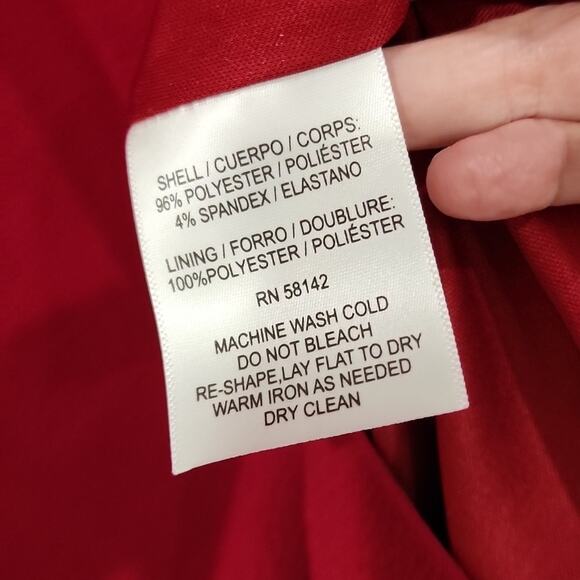 SHELL / CUERPO / CORPS:
96% POLYESTER / POLIÉSTER
4% SPANDEX / ELASTANO
LINING / FORRO / DOUBLURE:
100%POLYESTER / POLIÉSTER
RN 58142
MACHINE WASH COLD
DO NOT BLEACH
RE-SHAPE,LAY FLAT TO DRY
WARM IRON AS NEEDED
DRY CLEAN